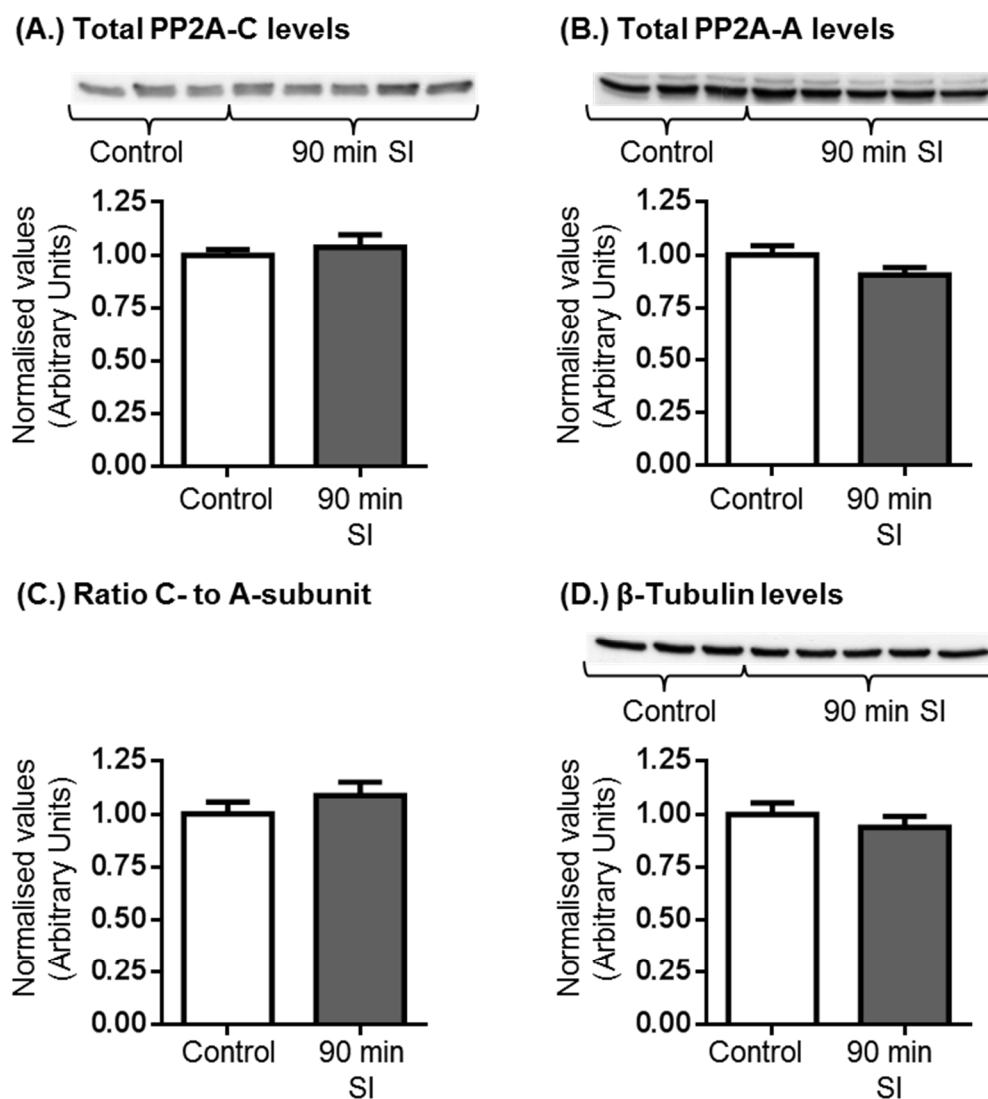 (A.) Total PP2A-C levels
Control
90 min SI
Normalised values
(Arbitrary Units)
1.25
1.00
0.75
0.50
0.25
0.00
Control
90 min
SI
(B.) Total PP2A-A levels
Control
90 min SI
Normalised values
(Arbitrary Units)
1.25
1.00
0.75
0.50
0.25
0.00
Control
90 min
SI
(C.) Ratio C- to A-subunit
Normalised values
(Arbitrary Units)
1.25
1.00
0.75
0.50
0.25
0.00
Control
90 min
SI
(D.) β-Tubulin levels
Control
90 min SI
Normalised values
(Arbitrary Units)
1.25
1.00
0.75
0.50
0.25
0.00
Control
90 min
SI